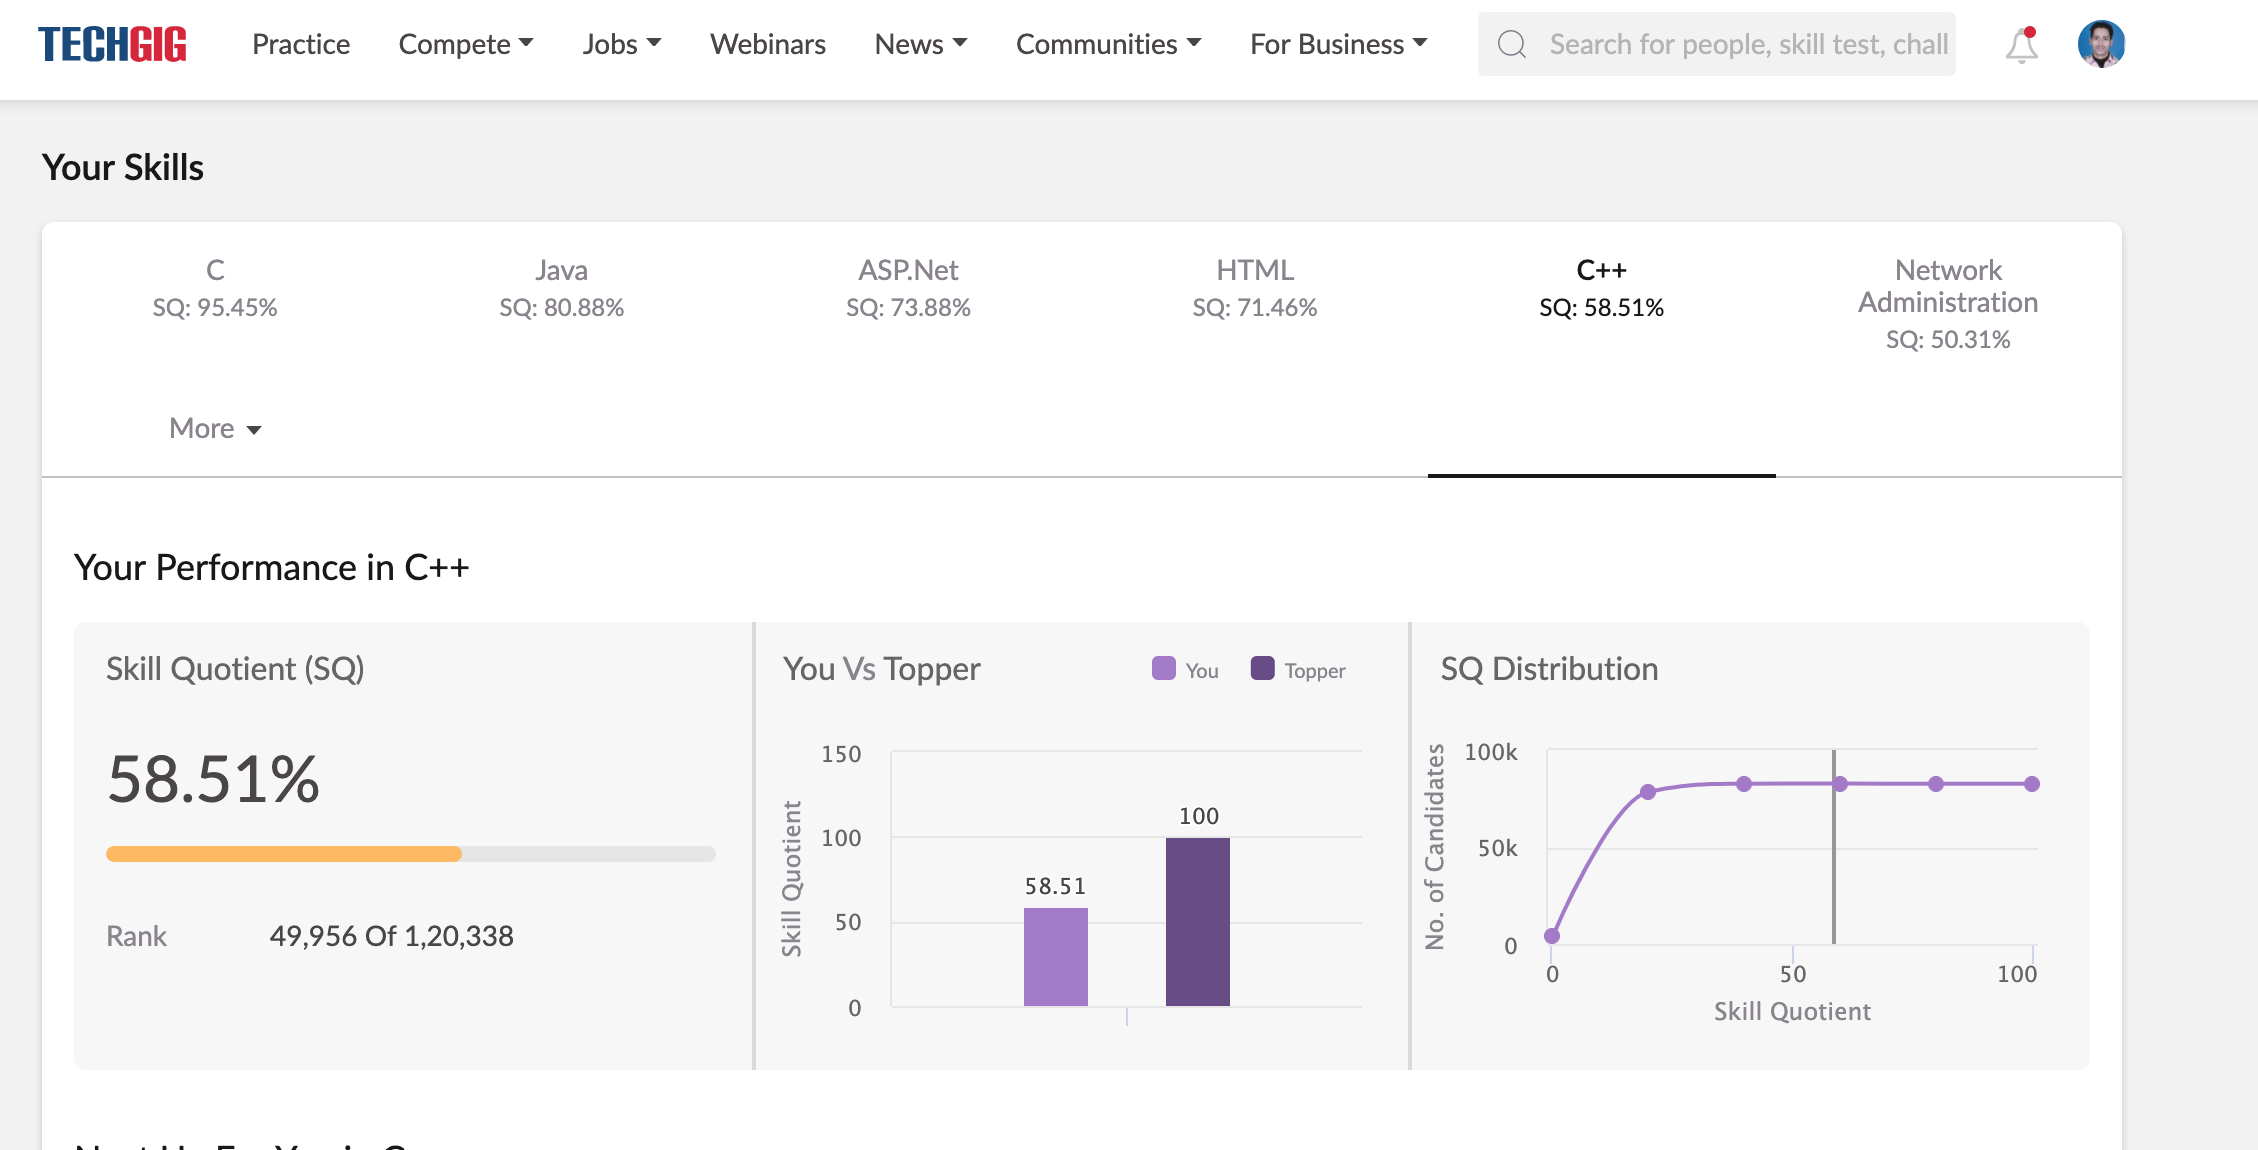 TECHGIG Practice Compete Jobs Webinars News Communities For Business Search for people, skill test, chall
Your Skills
C Java ASP.Net HTML C++ Network Administration
SQ: 95.45% SQ: 80.88% SQ: 73.88% SQ: 71.46% SQ: 58.51% SQ: 50.31%
More
Your Performance in C++
Skill Quotient (SQ)
58.51%
Rank 49,956 Of 1,20,338
You Vs Topper You Topper
Skill Quotient
150
100
50
0
58.51
100
SQ Distribution
No. of Candidates
100k
50k
0
0 50 100
Skill Quotient